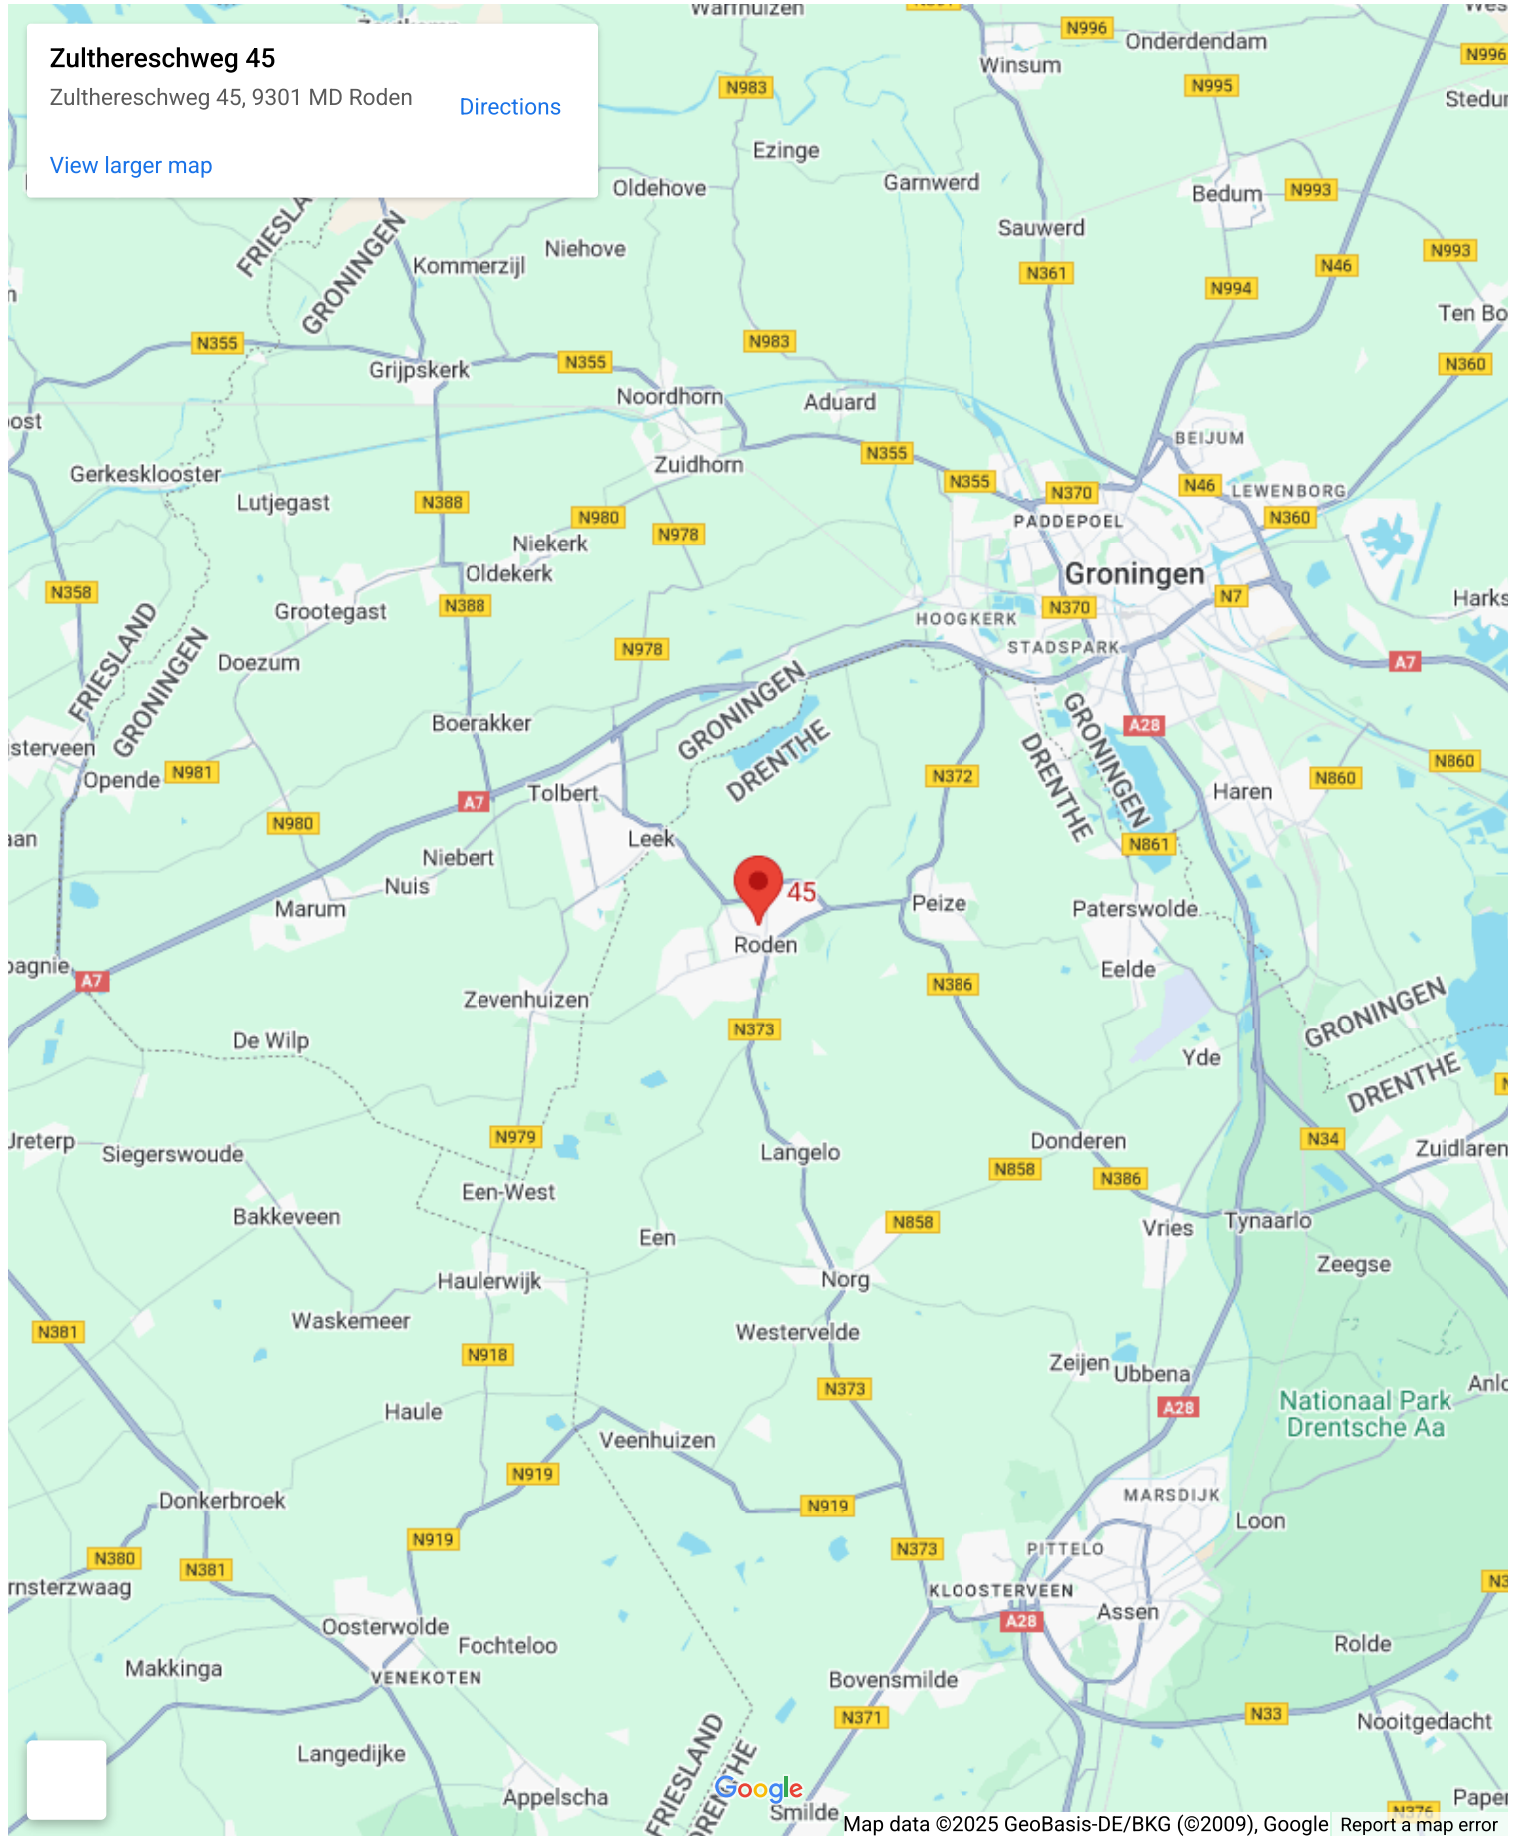 Zulthereschweg 45
Zulthereschweg 45, 9301 MD Roden
Directions
View larger map
Warfhuizen
N996
Onderdendam
N996
Winsum
N983
N995
Ezinge
Oldehove
Garnwerd
Bedum
N993
Sauwerd
Niehove
Kommerzijl
GRONINGEN
N361
N46
N993
N994
N355
N983
N355
N360
Grijpskerk
Noordhorn
Aduard
BEIJUM
N355
Zuidhorn
Gerkesklooster
N355
N370
N46
LEWENBORG
Lutjegast
N388
N980
N360
PADDEPOEL
N978
Niekerk
Oldekerk
Groningen
N358
N7
N388
N370
Grootegast
HOOGKERK
STADSPARK
N978
Doezum
A7
FRIESLAND
GRONINGEN
GRONINGEN
DRENTHE
Boerakker
A28
GRONINGEN
DRENTHE
Opende
N981
N372
N860
N860
Tolbert
Haren
A7
N980
Leek
N861
Niebert
Nuis
45
Peize
Marum
Paterswolde
Roden
Eelde
A7
N386
Zevenhuizen
GRONINGEN
DRENTHE
N373
De Wilp
Yde
Ureterp
Siegerswoude
N979
Langelo
Donderen
N34
Zuidlaren
N858
N386
Een-West
Bakkeveen
N858
Vries
Tynaarlo
Een
Zeegse
Haulerwijk
Norg
Waskemeer
N381
Westervelde
N918
Zeijen
Ubbena
N373
Nationaal Park
Drentsche Aa
A28
Haule
Veenhuizen
N919
MARSDIJK
Donkerbroek
N919
Loon
N919
PITTELO
N373
N380
N381
KLOOSTERVEEN
Assen
A28
Oosterwolde
Fochteloo
Rolde
Makkinga
VENEKOTEN
Bovensmilde
N371
N33
Nooitgedacht
Langedijke
FRIESLAND
DRENTHE
Appelscha
Google
Smilde
N376
Map data ©2025 GeoBasis-DE/BKG (©2009), Google
Report a map error